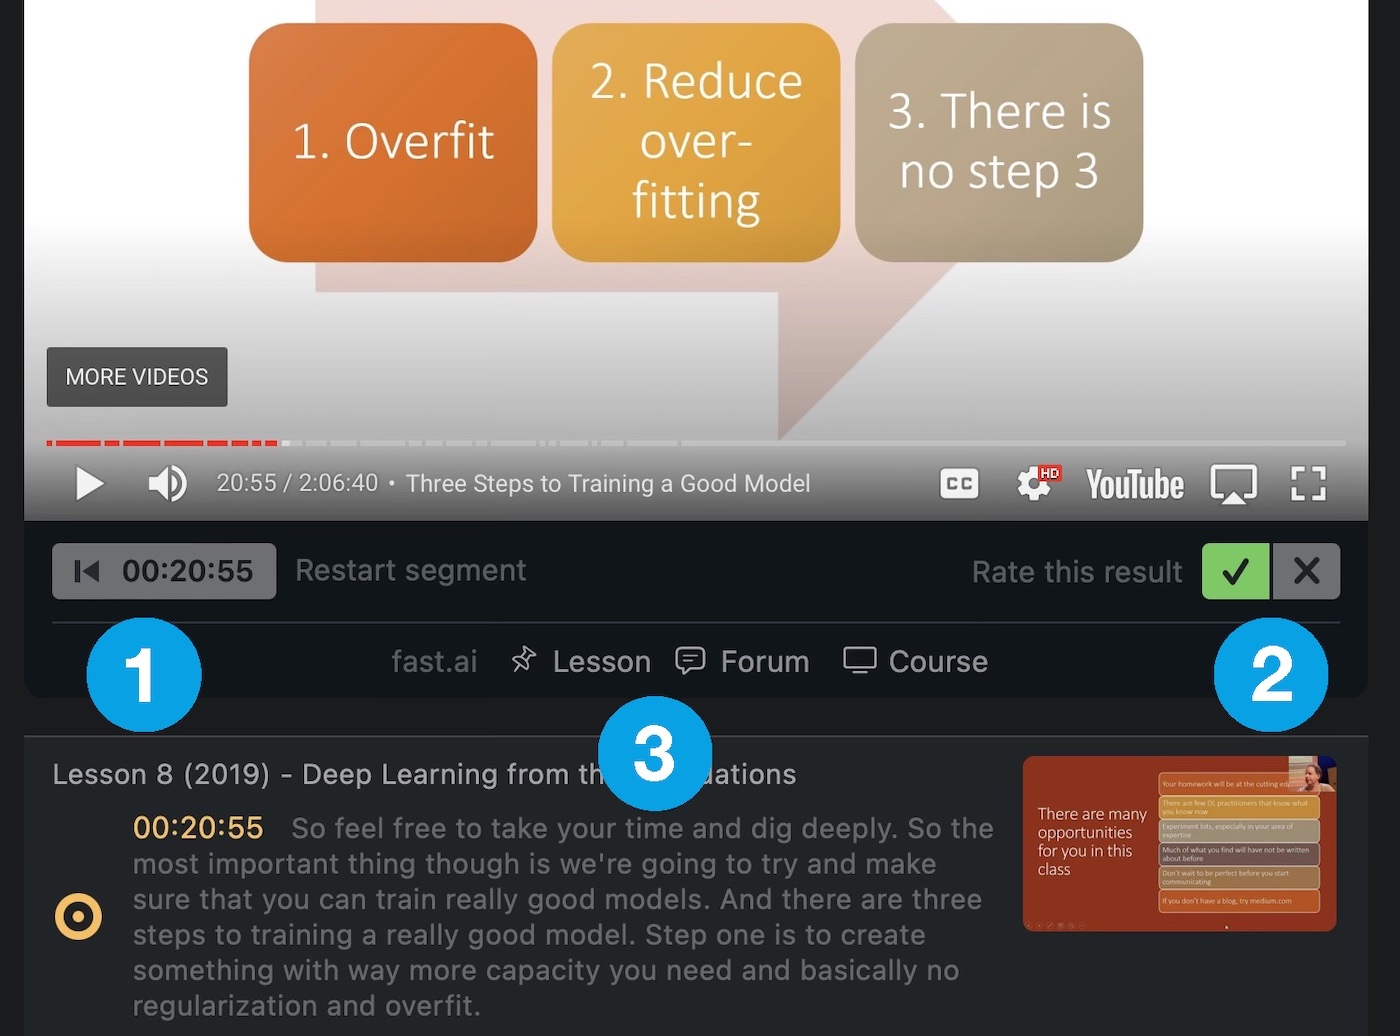 1. Overfit
2. Reduce
over-
fitting
3. There is
no step 3
MORE VIDEOS
20:55 / 2:06:40 • Three Steps to Training a Good Model
CC
HD
YouTube
00:20:55
Restart segment
Rate this result
1
2
fast.ai
Lesson
Forum
Course
3
Lesson 8 (2019) - Deep Learning from th
dations
00:20:55 So feel free to take your time and dig deeply. So the
most important thing though is we're going to try and make
sure that you can train really good models. And there are three
steps to training a really good model. Step one is to create
something with way more capacity you need and basically no
regularization and overfit.
There are many
opportunities
for you in this
class
Your homework will be at the cutting ed
There are few DL practitioners that know what
you know now
Experiment lots, especially in your area of
expertise
Much of what you find will have not be written
about before
Don't wait to be perfect before you start
communicating
If you don't have a blog, try medium.com